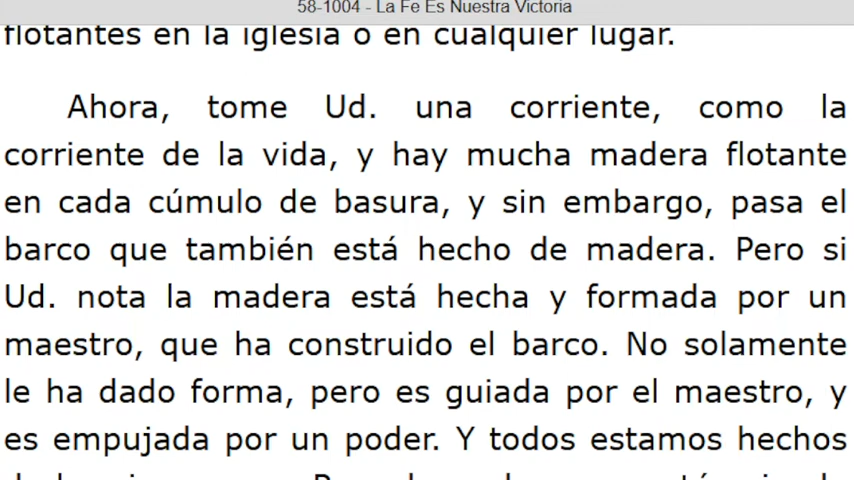 58-1004 - La Fe Es Nuestra Victoria
flotantes en la iglesia o en cualquier lugar.
Ahora, tome Ud. una corriente, como la
corriente de la vida, y hay mucha madera flotante
en cada cúmulo de basura, y sin embargo, pasa el
barco que también está hecho de madera. Pero si
Ud. nota la madera está hecha y formada por un
maestro, que ha construido el barco. No solamente
le ha dado forma, pero es guiada por el maestro, y
es empujada por un poder. Y todos estamos hechos